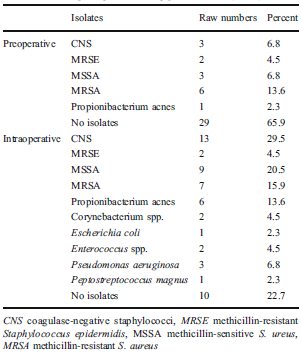 Isolates Raw numbers Percent
Preoperative CNS 3 6.8
MRSE 2 4.5
MSSA 3 6.8
MRSA 6 13.6
Propionibacterium acnes 1 2.3
No isolates 29 65.9
Intraoperative CNS 13 29.5
MRSE 2 4.5
MSSA 9 20.5
MRSA 7 15.9
Propionibacterium acnes 6 13.6
Corynebacterium spp. 2 4.5
Escherichia coli 1 2.3
Enterococcus spp. 2 4.5
Pseudomonas aeruginosa 3 6.8
Peptostreptococcus magnus 1 2.3
No isolates 10 22.7
CNS coagulase-negative staphylococci, MRSE methicillin-resistant
Staphylococcus epidermidis, MSSA methicillin-sensitive S. ureus,
MRSA methicillin-resistant S. aureus